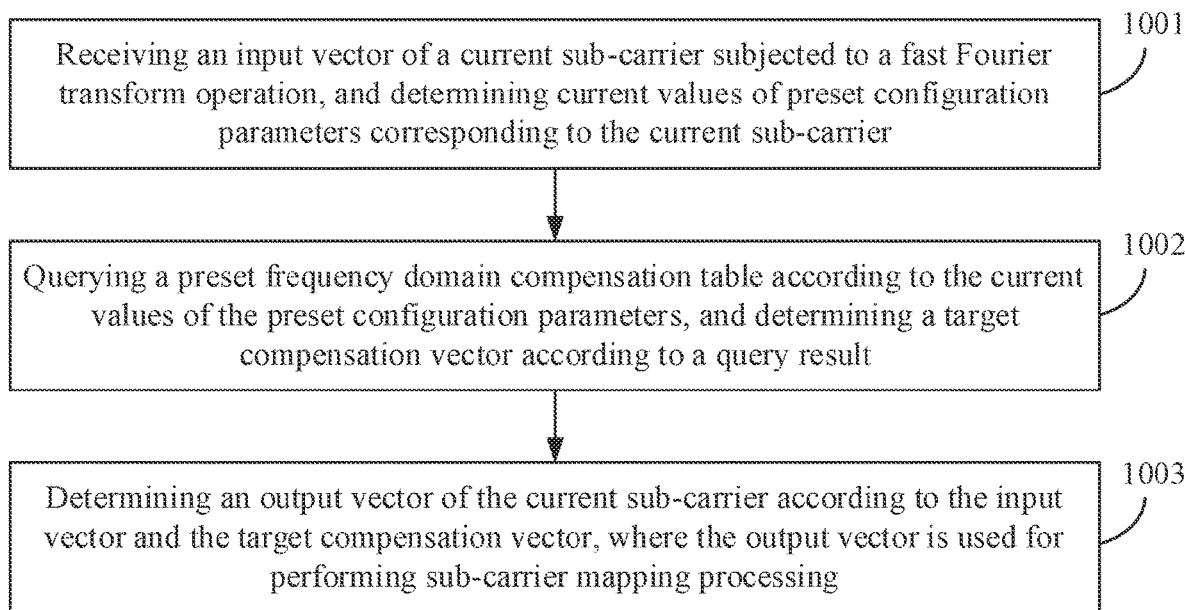 1001
Receiving an input vector of a current sub-carrier subjected to a fast Fourier
transform operation, and determining current values of preset configuration
parameters corresponding to the current sub-carrier
1002
Querying a preset frequency domain compensation table according to the current
values of the preset configuration parameters, and determining a target
compensation vector according to a query result
1003
Determining an output vector of the current sub-carrier according to the input
vector and the target compensation vector, where the output vector is used for
performing sub-carrier mapping processing